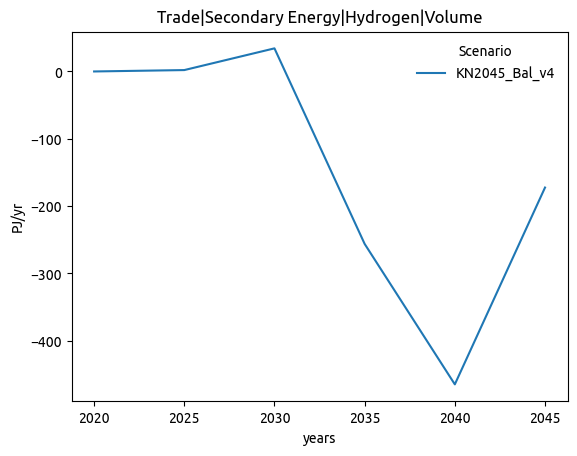 Trade|Secondary Energy|Hydrogen|Volume
Scenario
KN2045_Bal_v4
0
−100
−200
−300
−400
PJ/yr
2020 2025 2030 2035 2040 2045
years